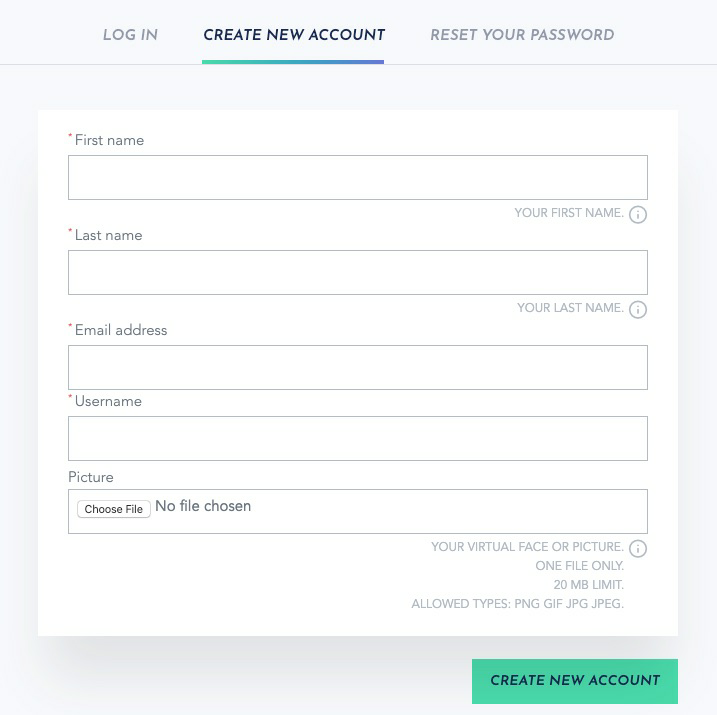 LOG IN CREATE NEW ACCOUNT RESET YOUR PASSWORD
* First name
YOUR FIRST NAME.
* Last name
YOUR LAST NAME.
* Email address
* Username
Picture
Choose File No file chosen
YOUR VIRTUAL FACE OR PICTURE.
ONE FILE ONLY.
20 MB LIMIT.
ALLOWED TYPES: PNG GIF JPG JPEG.
CREATE NEW ACCOUNT